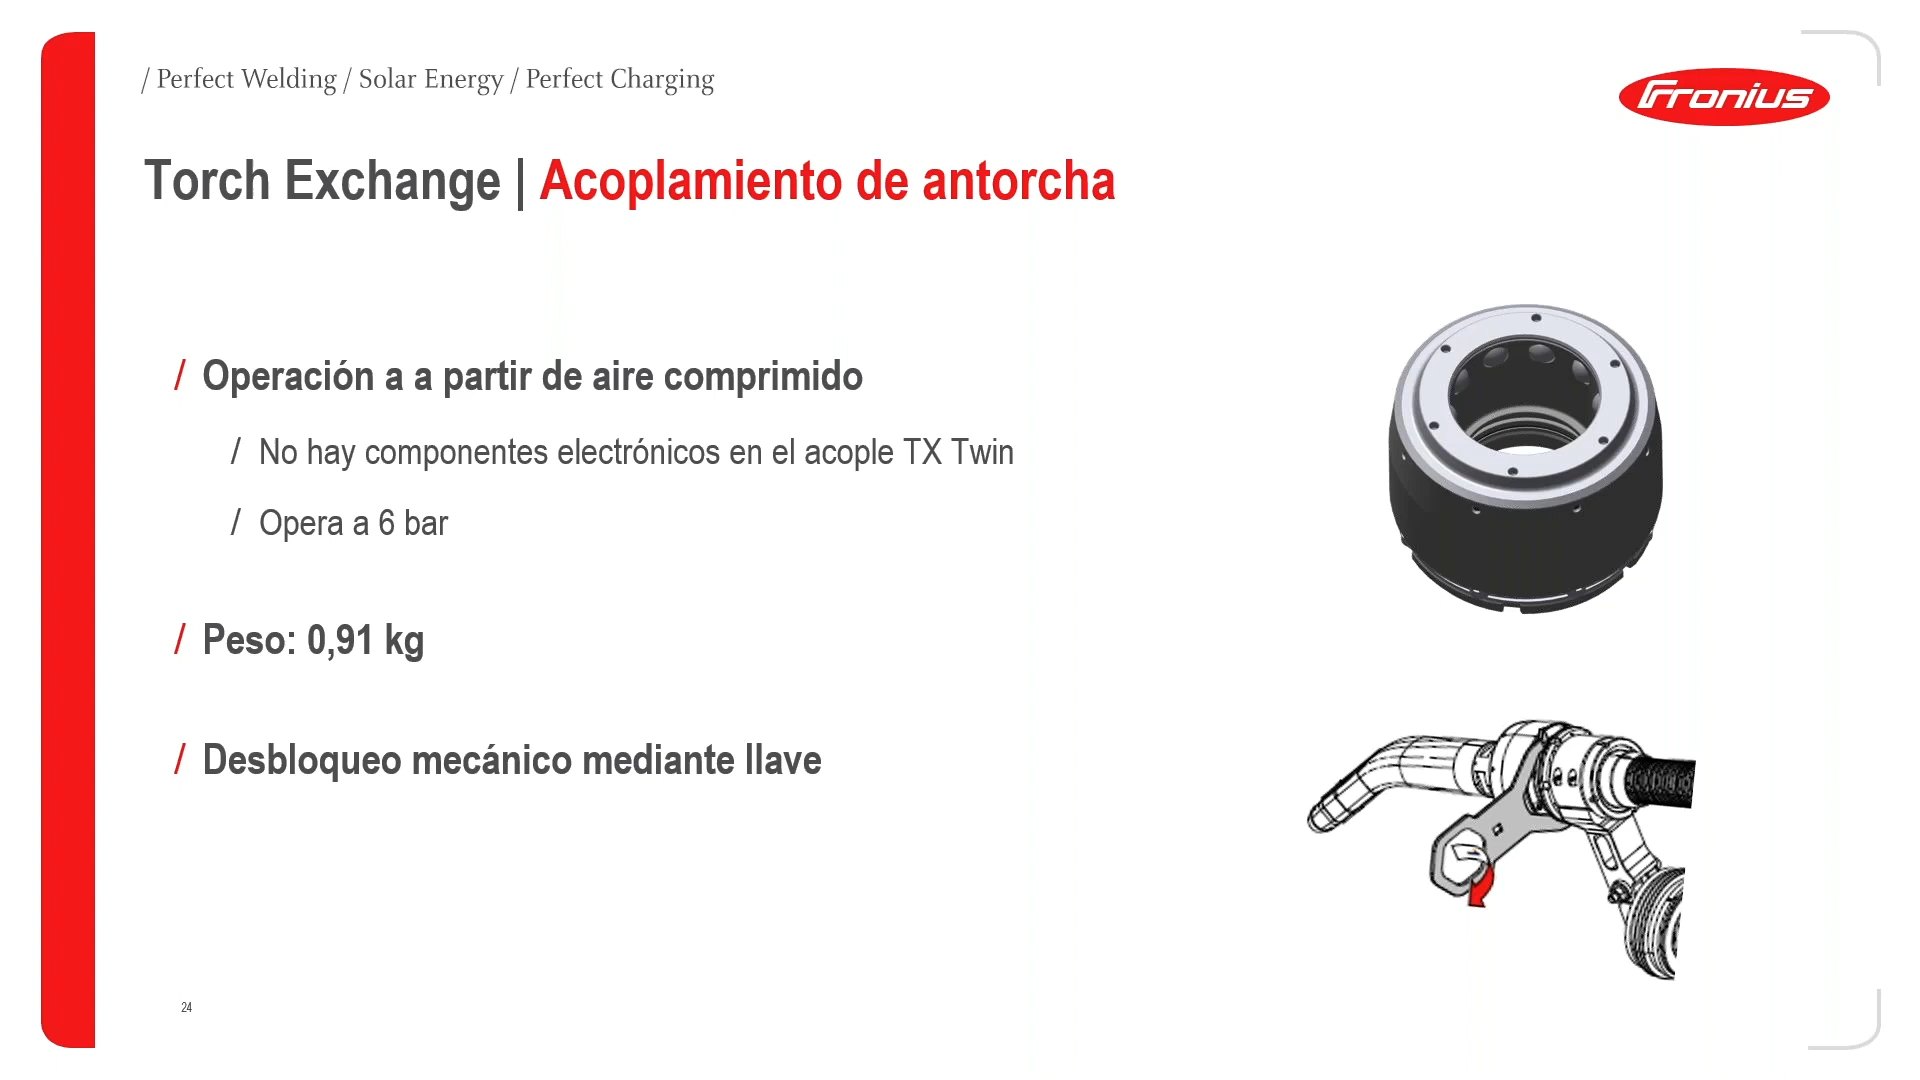 / Perfect Welding / Solar Energy / Perfect Charging
Fronius
Torch Exchange | Acoplamiento de antorcha
/ Operación a a partir de aire comprimido
/ No hay componentes electrónicos en el acople TX Twin
/ Opera a 6 bar
/ Peso: 0,91 kg
/ Desbloqueo mecánico mediante llave
24